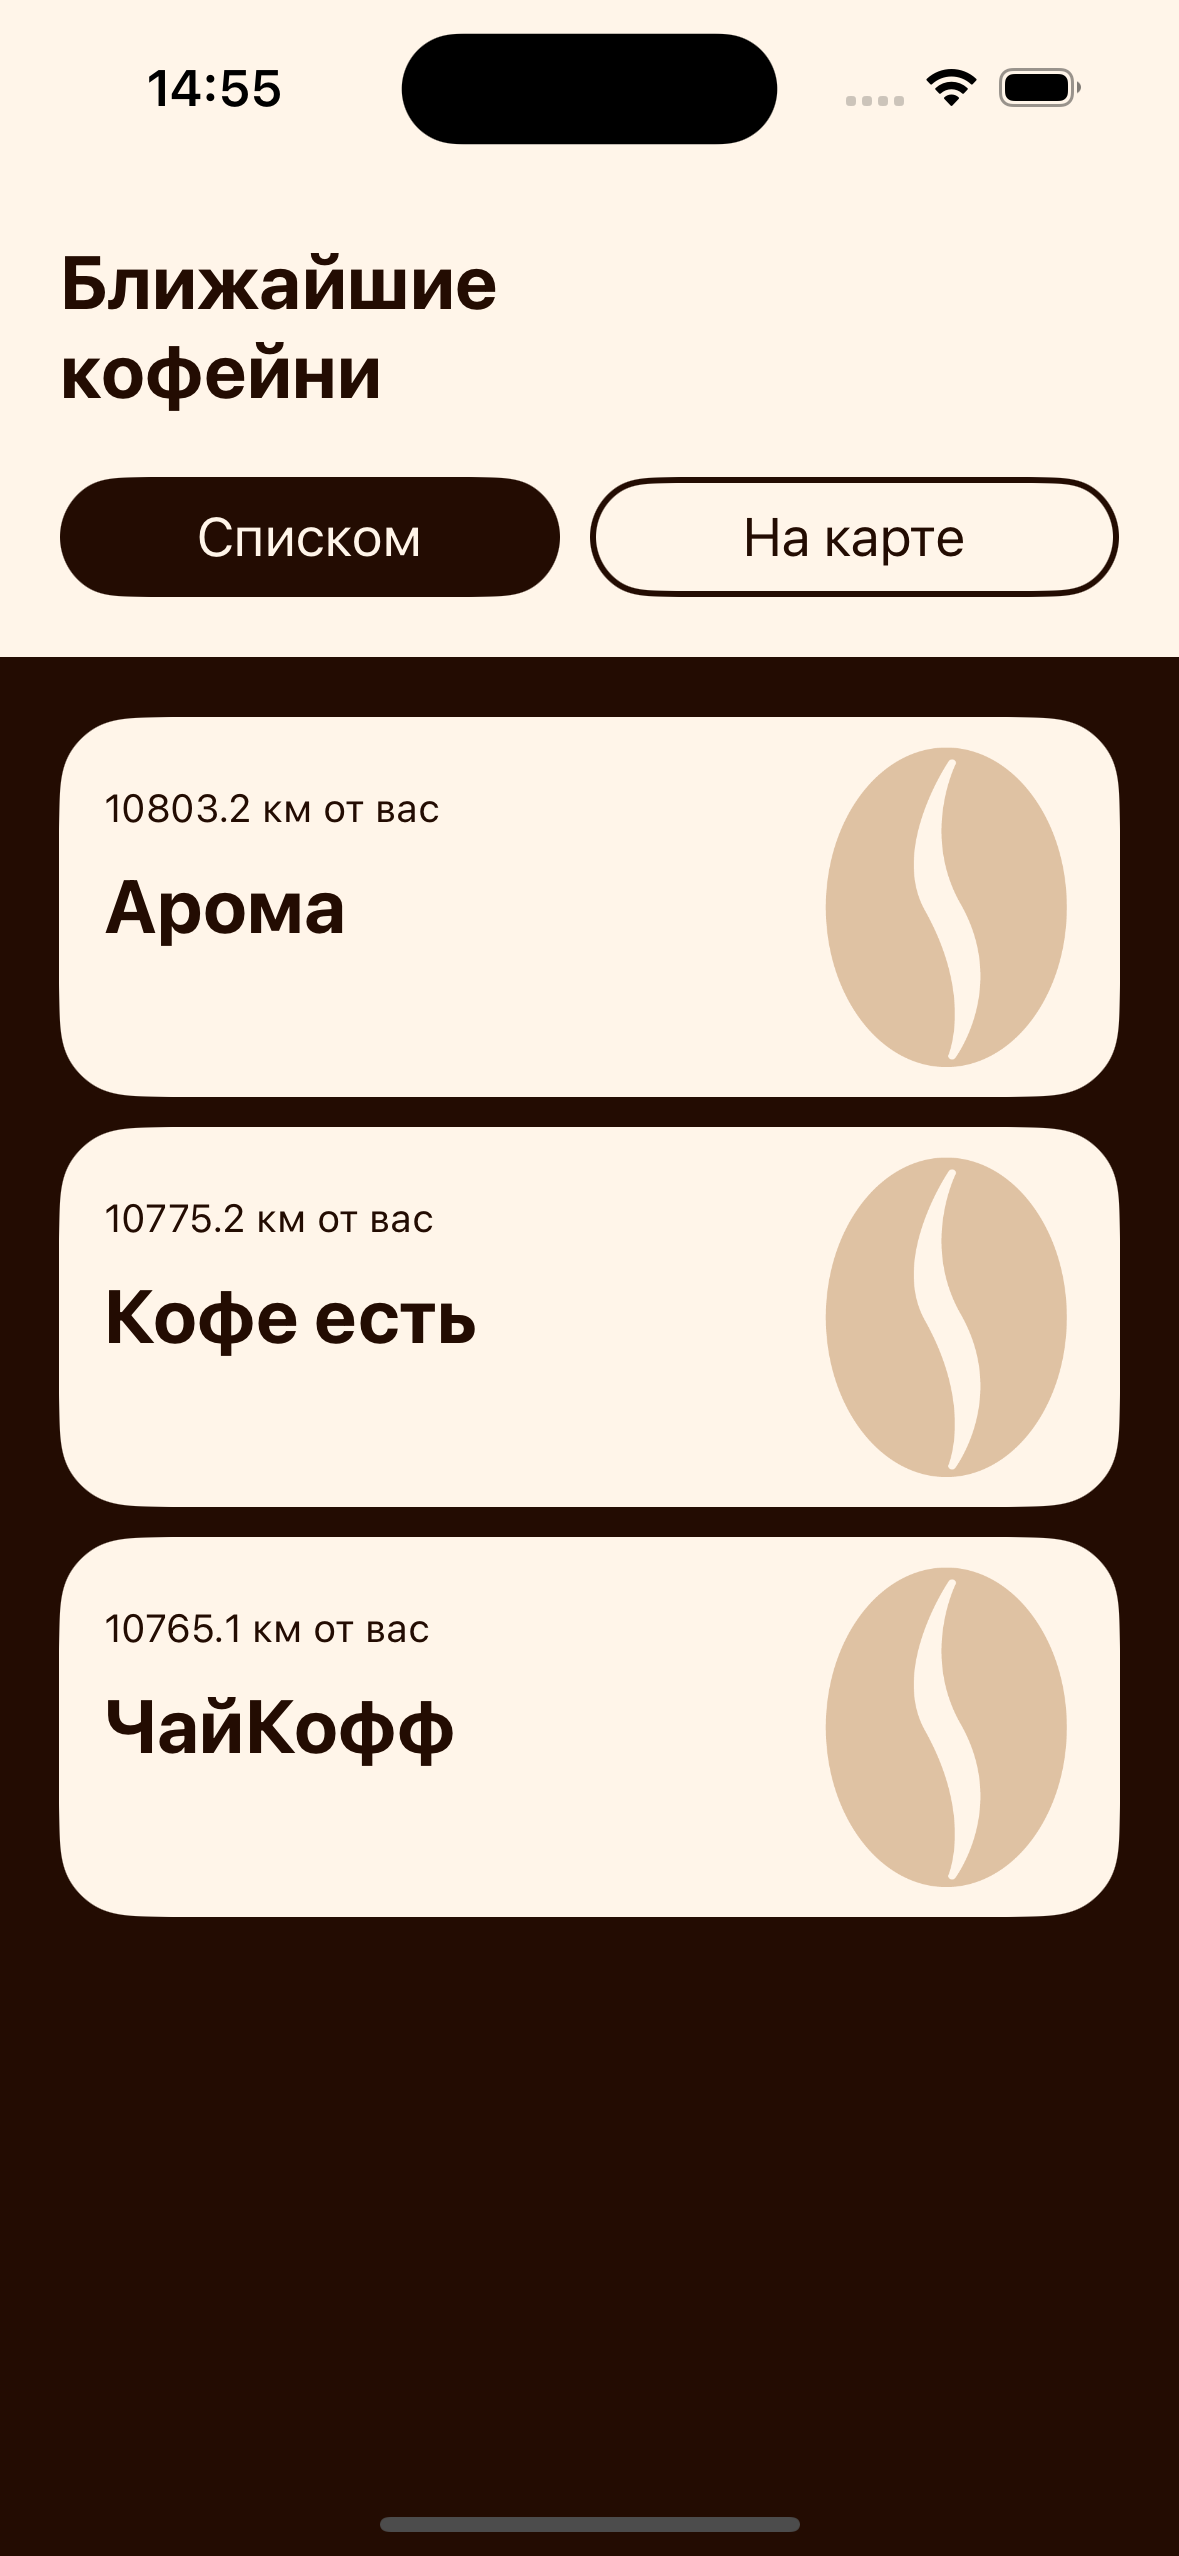 14:55
Ближайшие
кофейни
Списком
На карте
10803.2 км от вас
Арома
10775.2 км от вас
Кофе есть
10765.1 км от вас
ЧайКофф